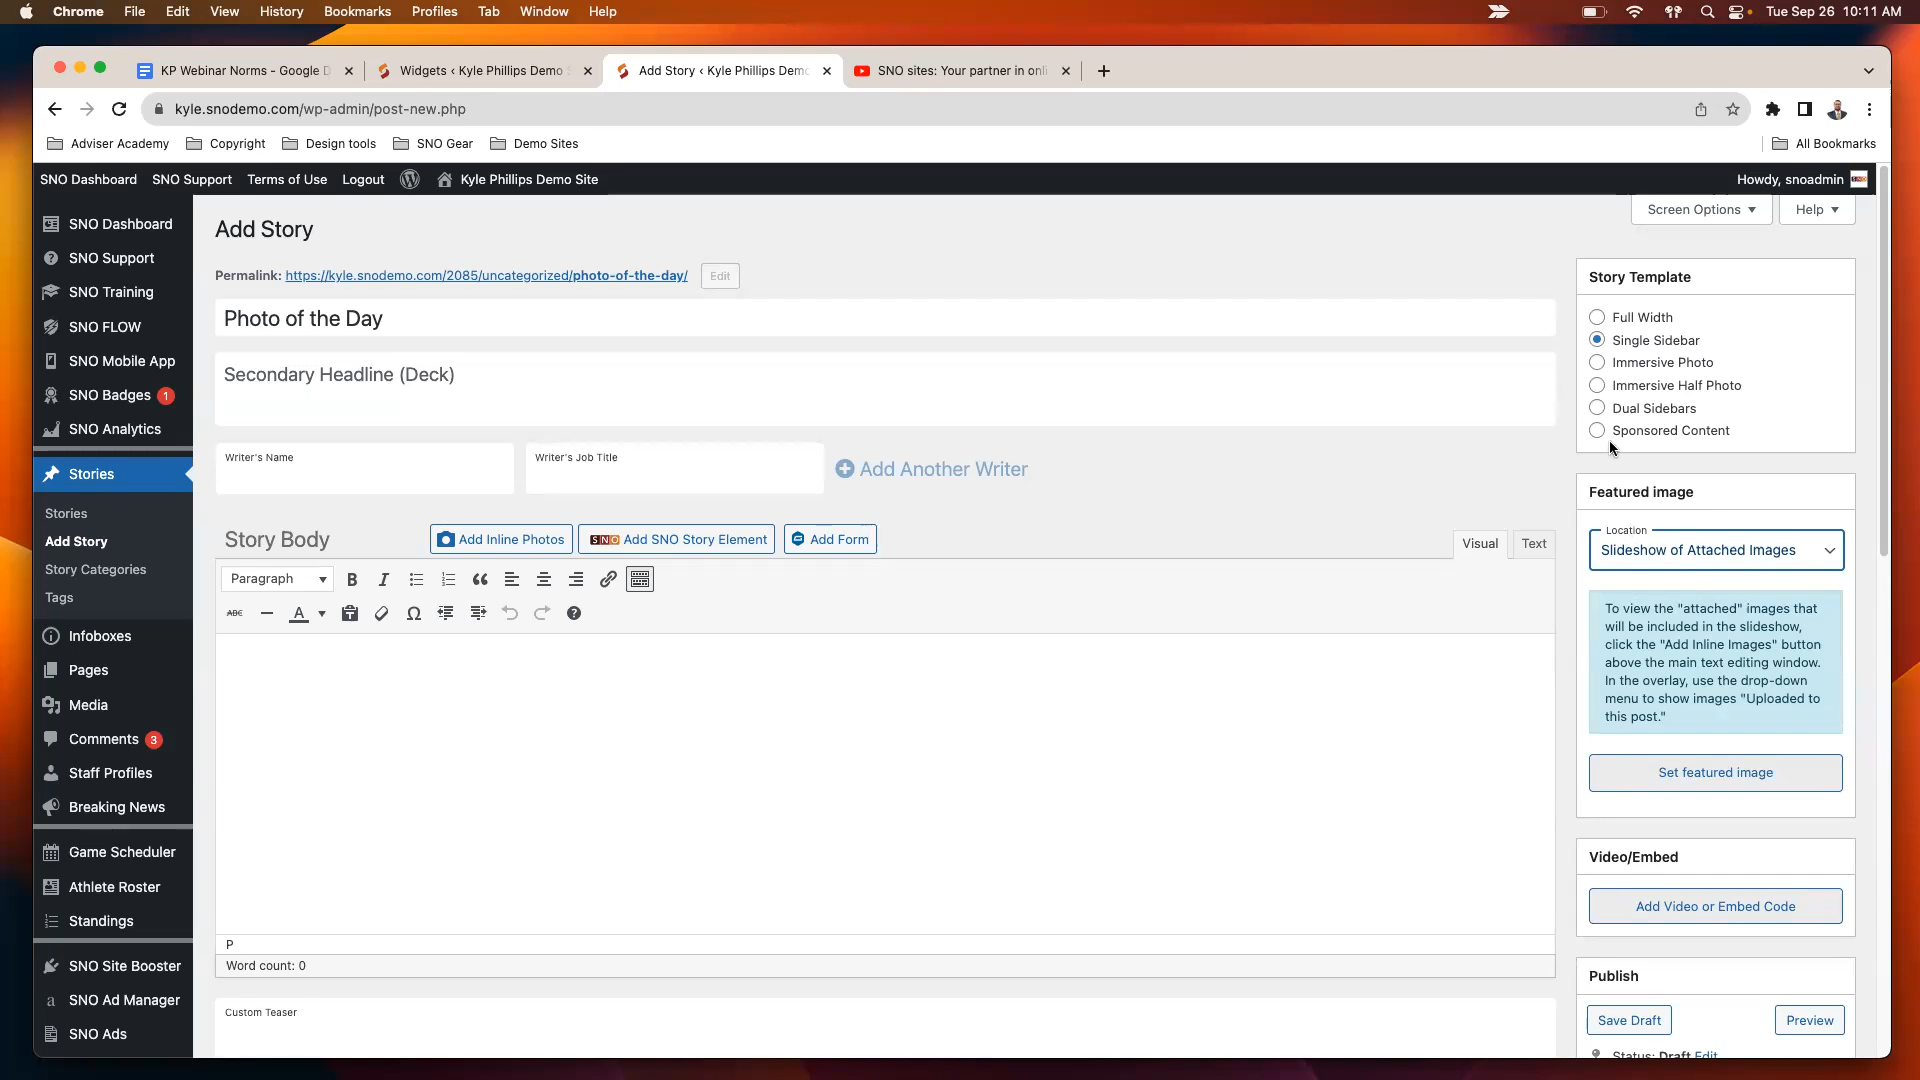 Chrome File Edit View History Bookmarks Profiles Tab Window Help
Tue Sep 26 10:11 AM
KP Webinar Norms - Google D
Widgets ‹ Kyle Phillips Demo S
Add Story ‹ Kyle Phillips Demo
SNO sites: Your partner in onli
kyle.snodemo.com/wp-admin/post-new.php
Adviser Academy Copyright Design tools SNO Gear Demo Sites All Bookmarks
SNO Dashboard SNO Support Terms of Use Logout Kyle Phillips Demo Site Howdy, snoadmin
Screen Options Help
SNO Dashboard
SNO Support
SNO Training
SNO FLOW
SNO Mobile App
SNO Badges 1
SNO Analytics
Stories
Stories
Add Story
Story Categories
Tags
Infoboxes
Pages
Media
Comments 3
Staff Profiles
Breaking News
Game Scheduler
Athlete Roster
Standings
SNO Site Booster
a SNO Ad Manager
SNO Ads
Add Story
Permalink: https://kyle.snodemo.com/2085/uncategorized/photo-of-the-day/ Edit
Photo of the Day
Secondary Headline (Deck)
Writer's Name
Writer's Job Title
Add Another Writer
Story Body
Add Inline Photos
SNO Add SNO Story Element
Add Form
Visual Text
Paragraph
B I
ABC A Ω
P
Word count: 0
Custom Teaser
Story Template
Full Width
Single Sidebar
Immersive Photo
Immersive Half Photo
Dual Sidebars
Sponsored Content
Featured image
Location
Slideshow of Attached Images
To view the "attached" images that
will be included in the slideshow,
click the "Add Inline Images" button
above the main text editing window.
In the overlay, use the drop-down
menu to show images "Uploaded to
this post."
Set featured image
Video/Embed
Add Video or Embed Code
Publish
Save Draft Preview
Status: Draft Edit